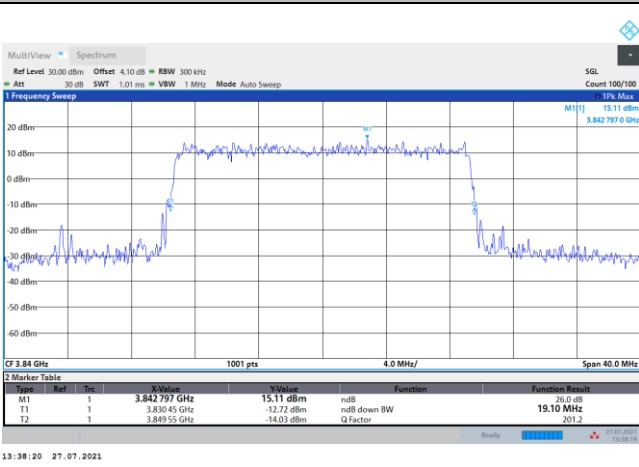 MultiView Spectrum
Ref Level 30.00 dBm Offset 4.10 dB RBW 300 kHz SGL
Att 30 dB SWT 1.01 ms VBW 1 MHz Mode Auto Sweep Count 100/100
1 Frequency Sweep 1Pk Max
M1[1] 15.11 dBm
3.842 797 0 GHz
M1
20 dBm
10 dBm
0 dBm
-10 dBm
-20 dBm
-30 dBm
-40 dBm
-50 dBm
-60 dBm
CF 3.84 GHz 1001 pts 4.0 MHz/ Span 40.0 MHz
2 Marker Table
Type Ref Trc X-Value Y-Value Function Function Result
M1 1 3.842 797 GHz 15.11 dBm ndB 26.0 dB
T1 1 3.830 45 GHz -12.72 dBm ndB down BW 19.10 MHz
T2 1 3.849 55 GHz -14.03 dBm Q Factor 201.2
Ready 27.07.2021
13:38:19
13:38:20 27.07.2021